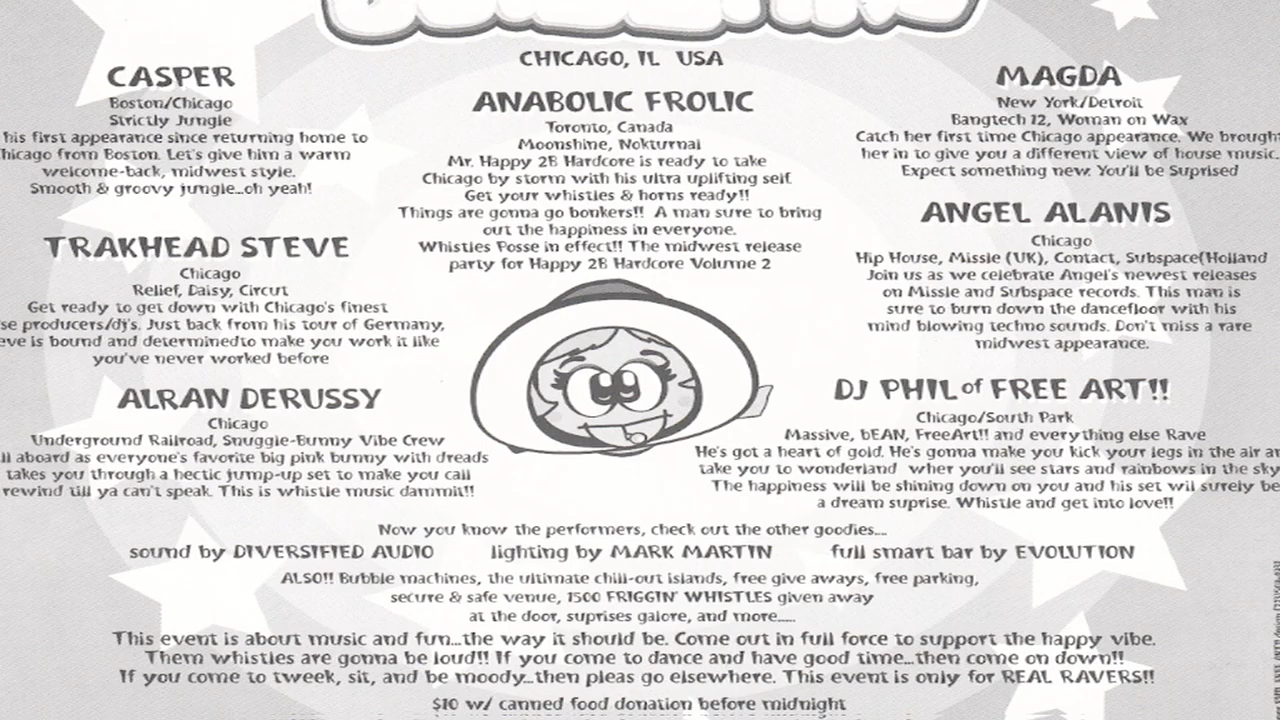 CHICAGO, IL USA
CASPER
Boston/Chicago
Strictly Jungle
his first appearance since returning home to
Chicago from Boston. Let's give him a warm
welcome-back, midwest style.
Smooth & groovy jungle...oh yeah!
TRAKHEAD STEVE
Chicago
Relief, Daisy, Circut
Get ready to get down with Chicago's finest
se producers/dj's. Just back from his tour of Germany,
eve is bound and determinedto make you work it like
you've never worked before
ALRAN DERUSSY
Chicago
Underground Railroad, Snuggle-Bunny Vibe Crew
ll aboard as everyone's favorite big pink bunny with dreads
takes you through a hectic jump-up set to make you call
rewind till ya can't speak. This is whistle music dammit!!
ANABOLIC FROLIC
Toronto, Canada
Moonshine, Nokturnal
Mr. Happy 2B Hardcore is ready to take
Chicago by storm with his ultra uplifting self.
Get your whistles & horns ready!!
Things are gonna go bonkers!! A man sure to bring
out the happiness in everyone.
Whistles Posse in effect!! The midwest release
party for Happy 2B Hardcore Volume 2
MAGDA
New York/Detroit
Bangtech 12, Woman on Wax
Catch her first time Chicago appearance. We brought
her in to give you a different view of house music.
Expect something new. You'll be Suprised
ANGEL ALANIS
Chicago
Hip House, Missle (UK), Contact, Subspace(Holland
Join us as we celebrate Angel's newest releases
on Missle and Subspace records. This man is
sure to burn down the dancefloor with his
mind blowing techno sounds. Don't miss a rare
midwest appearance.
DJ PHIL of FREE ART!!
Chicago/South Park
Massive, bEAN, FreeArt!! and everything else Rave
He's got a heart of gold. He's gonna make you kick your legs in the air an
take you to wonderland wher you'll see stars and rainbows in the sky
The happiness will be shining down on you and his set wil surely be
a dream suprise. Whistle and get into love!!
Now you know the performers, check out the other goodies....
sound by DIVERSIFIED AUDIO lighting by MARK MARTIN full smart bar by EVOLUTION
ALSO!! Bubble machines, the ultimate chill-out islands, free give aways, free parking,
secure & safe venue, 1500 FRIGGIN' WHISTLES given away
at the door, suprises galore, and more......
This event is about music and fun...the way it should be. Come out in full force to support the happy vibe.
Them whistles are gonna be loud!! If you come to dance and have good time...then come on down!!
If you come to tweek, sit, and be moody...then pleas go elsewhere. This event is only for REAL RAVERS!!
$10 w/ canned food donation before midnight